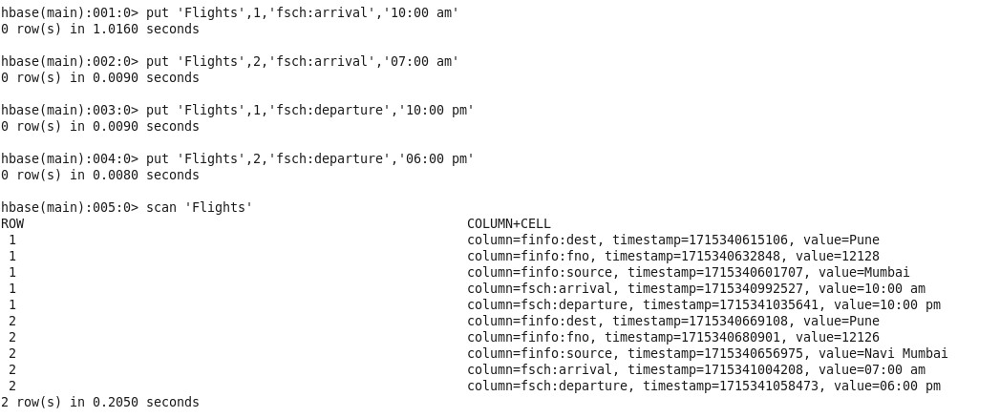 hbase(main):001:0> put 'Flights',1,'fsch:arrival','10:00 am'
0 row(s) in 1.0160 seconds
hbase(main):002:0> put 'Flights',2,'fsch:arrival','07:00 am'
0 row(s) in 0.0090 seconds
hbase(main):003:0> put 'Flights',1,'fsch:departure','10:00 pm'
0 row(s) in 0.0090 seconds
hbase(main):004:0> put 'Flights',2,'fsch:departure','06:00 pm'
0 row(s) in 0.0080 seconds
hbase(main):005:0> scan 'Flights'
ROW COLUMN+CELL
1 column=finfo:dest, timestamp=1715340615106, value=Pune
1 column=finfo:fno, timestamp=1715340632848, value=12128
1 column=finfo:source, timestamp=1715340601707, value=Mumbai
1 column=fsch:arrival, timestamp=1715340992527, value=10:00 am
1 column=fsch:departure, timestamp=1715341035641, value=10:00 pm
2 column=finfo:dest, timestamp=1715340669108, value=Pune
2 column=finfo:fno, timestamp=1715340680901, value=12126
2 column=finfo:source, timestamp=1715340656975, value=Navi Mumbai
2 column=fsch:arrival, timestamp=1715341004208, value=07:00 am
2 column=fsch:departure, timestamp=1715341058473, value=06:00 pm
2 row(s) in 0.2050 seconds